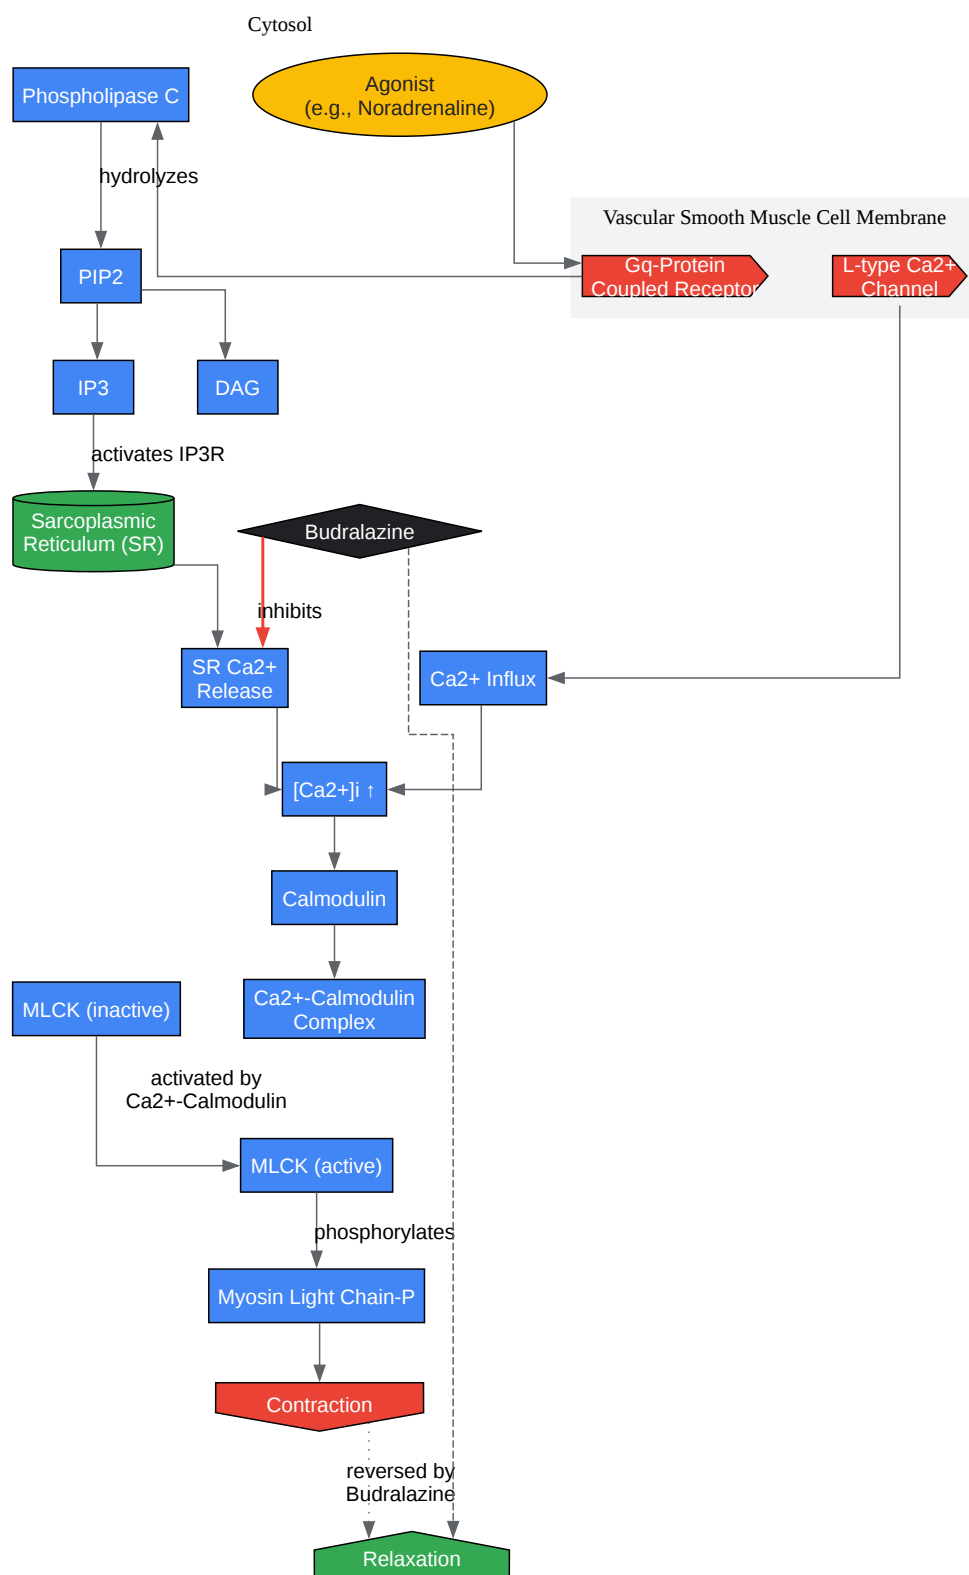 Cytosol
Phospholipase C
Agonist
(e.g., Noradrenaline)
hydrolyzes
Vascular Smooth Muscle Cell Membrane
Gq-Protein
Coupled Receptor
L-type Ca2+
Channel
PIP2
IP3
DAG
activates IP3R
Sarcoplasmic
Reticulum (SR)
Budralazine
inhibits
SR Ca2+
Release
Ca2+ Influx
[Ca2+]i ↑
Calmodulin
Ca2+-Calmodulin
Complex
MLCK (inactive)
activated by
Ca2+-Calmodulin
MLCK (active)
phosphorylates
Myosin Light Chain-P
Contraction
reversed by
Budralazine
Relaxation